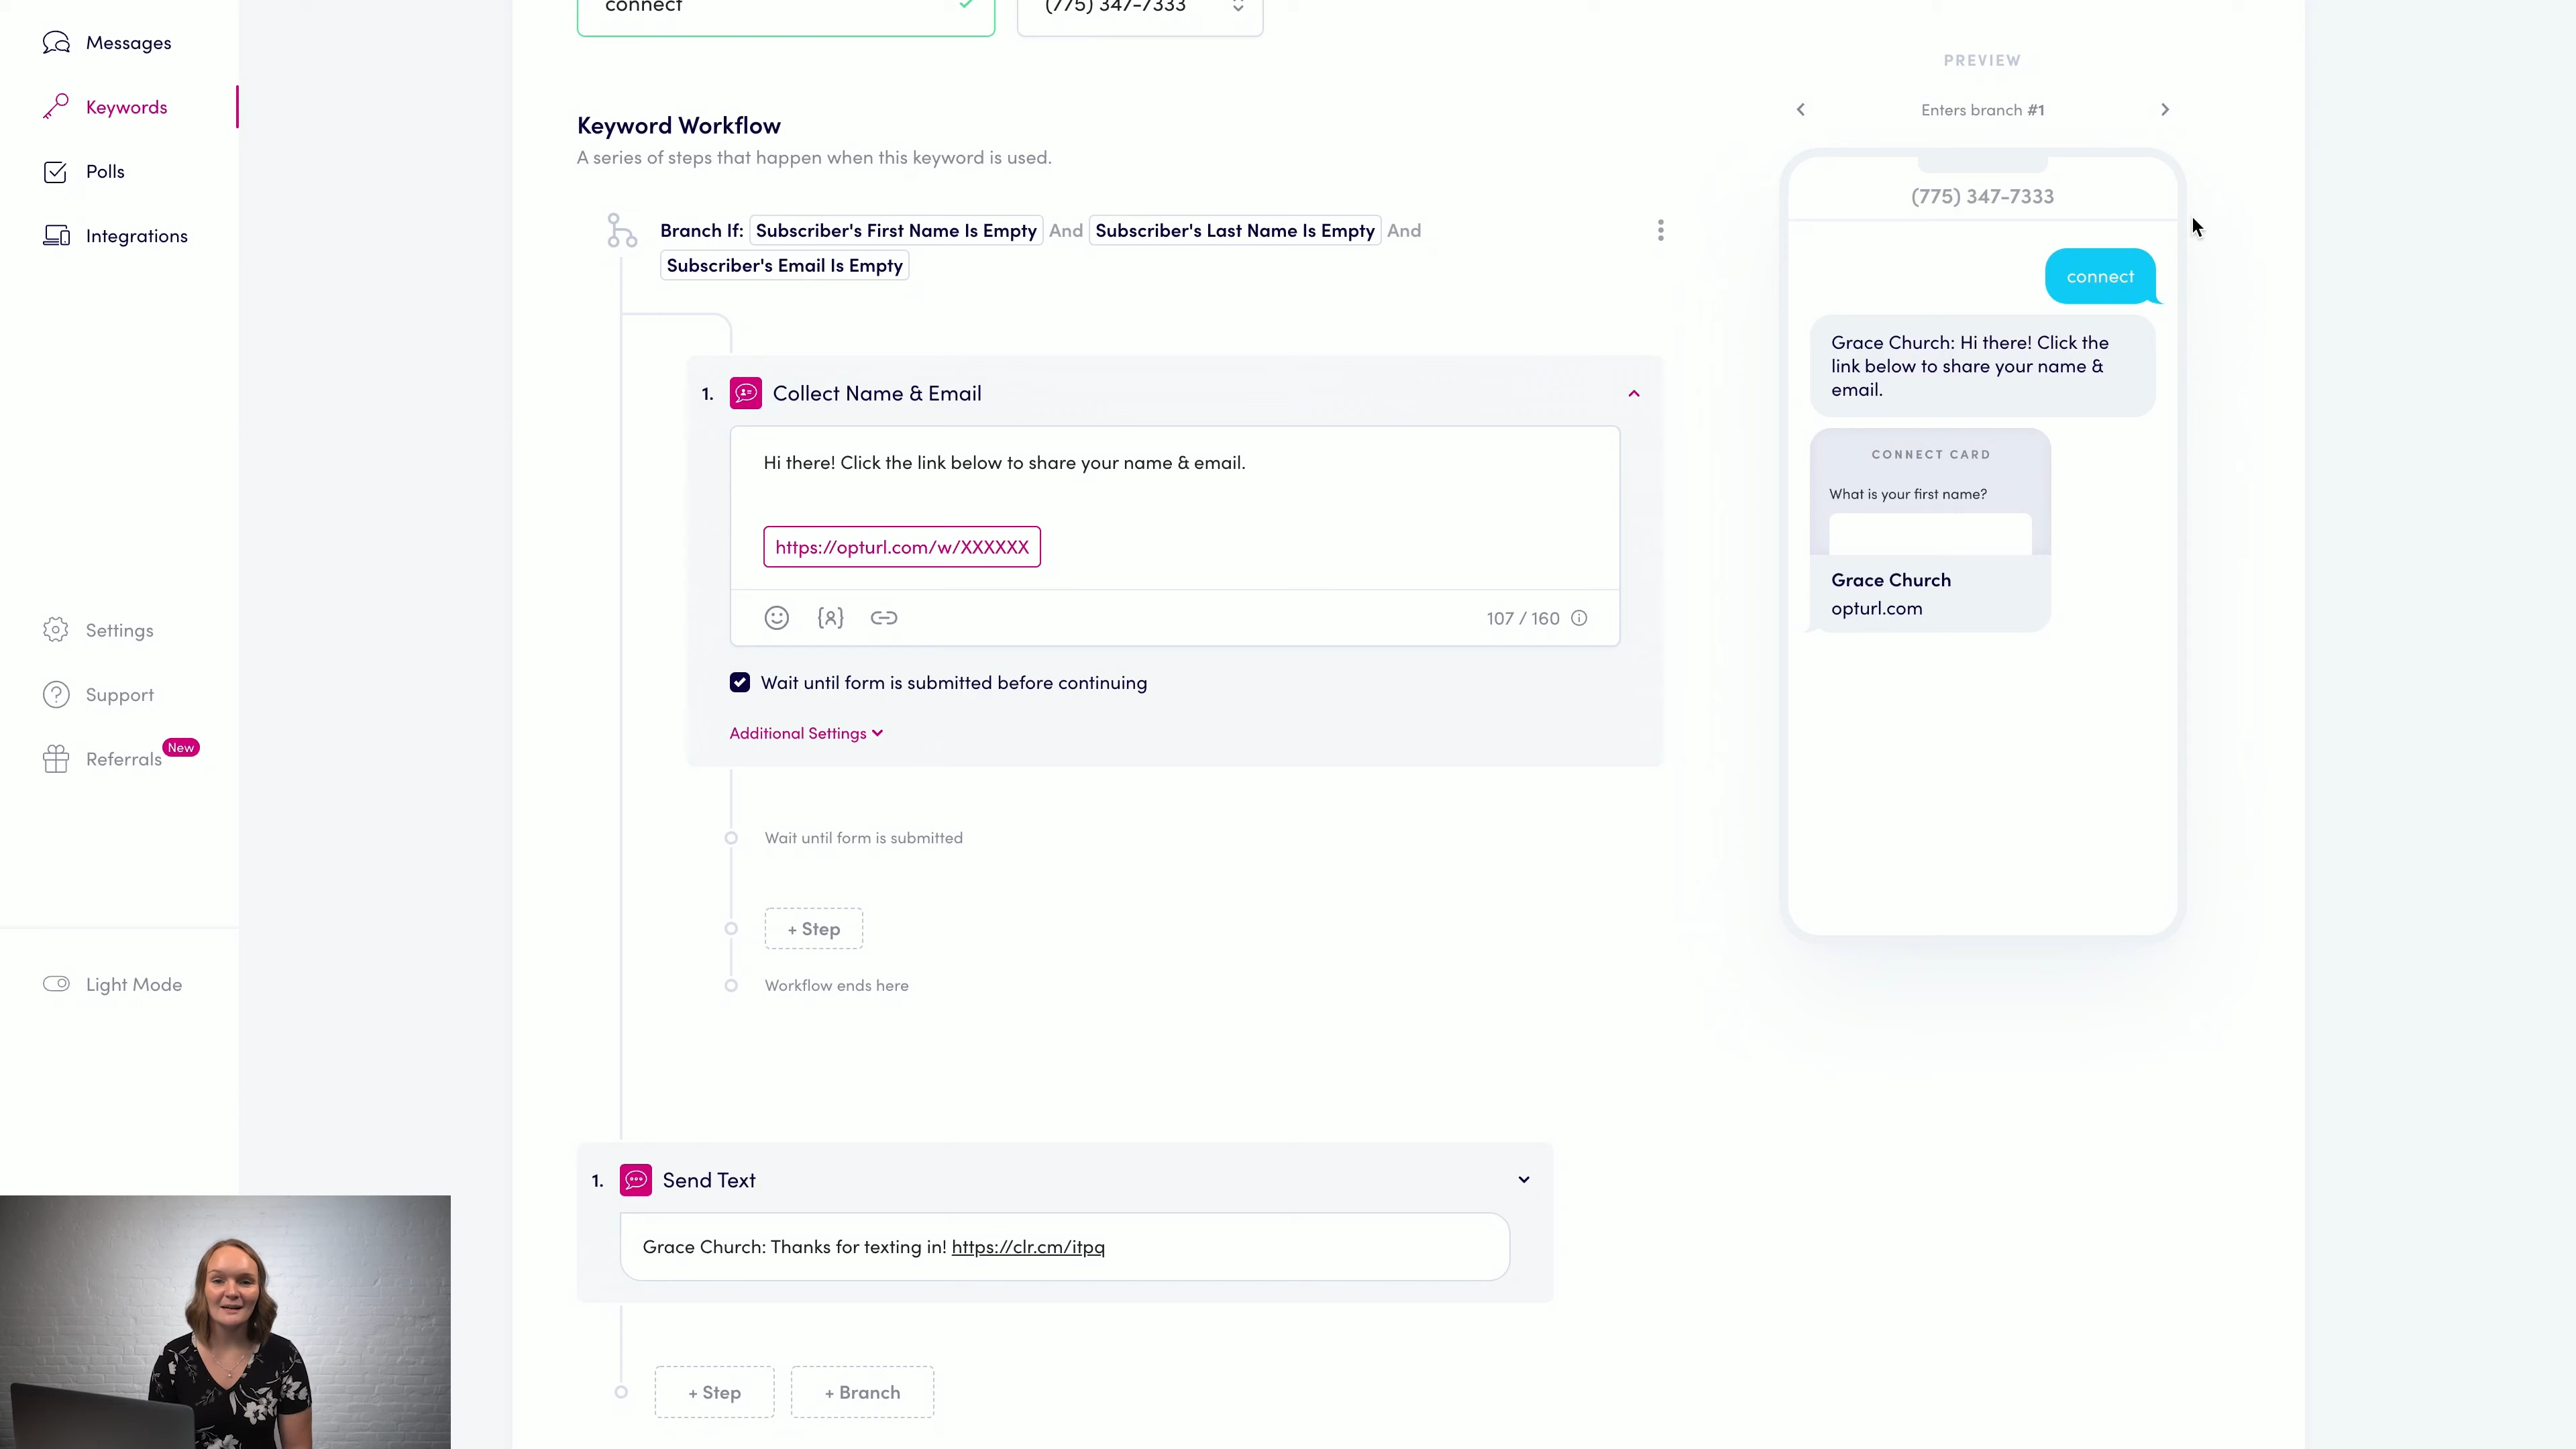 Messages
Keywords
Polls
Integrations
Settings
Support
Referrals New
Light Mode
connect
(775) 347-7333
Keyword Workflow
A series of steps that happen when this keyword is used.
Branch If: Subscriber's First Name Is Empty And Subscriber's Last Name Is Empty And
Subscriber's Email Is Empty
1. Collect Name & Email
Hi there! Click the link below to share your name & email.
https://opturl.com/w/XXXXXX
107 / 160
Wait until form is submitted before continuing
Additional Settings
Wait until form is submitted
+ Step
Workflow ends here
1. Send Text
Grace Church: Thanks for texting in! https://clr.cm/itpq
+ Step + Branch
PREVIEW
Enters branch #1
(775) 347-7333
connect
Grace Church: Hi there! Click the
link below to share your name &
email.
CONNECT CARD
What is your first name?
Grace Church
opturl.com